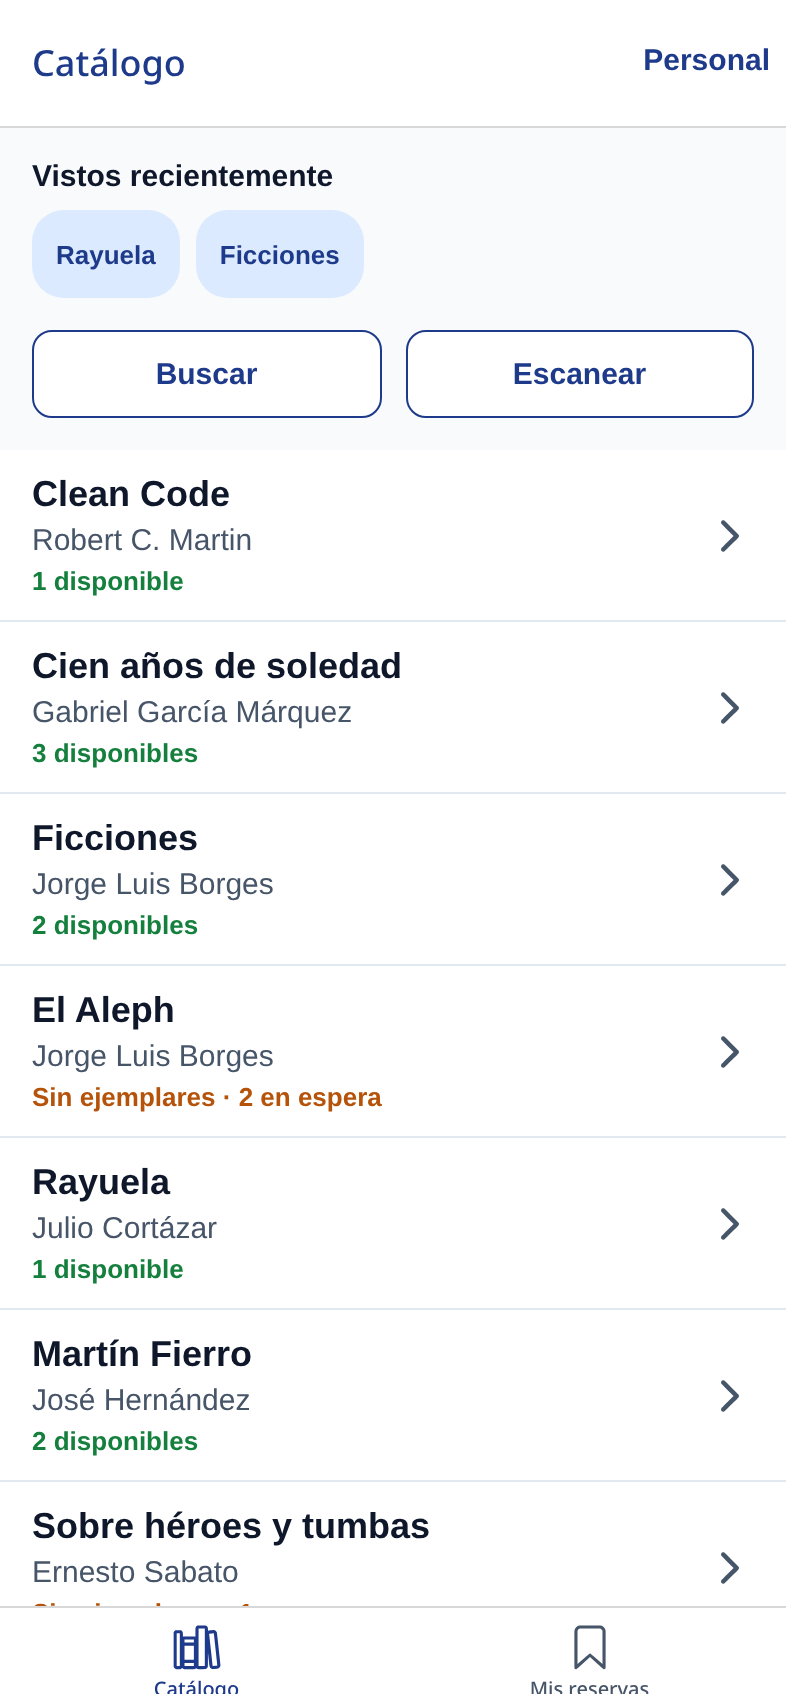 Catálogo
Personal
Vistos recientemente
Rayuela
Ficciones
Buscar
Escanear
Clean Code
Robert C. Martin
1 disponible
Cien años de soledad
Gabriel García Márquez
3 disponibles
Ficciones
Jorge Luis Borges
2 disponibles
El Aleph
Jorge Luis Borges
Sin ejemplares · 2 en espera
Rayuela
Julio Cortázar
1 disponible
Martín Fierro
José Hernández
2 disponibles
Sobre héroes y tumbas
Ernesto Sabato
Catálogo
Mis reservas